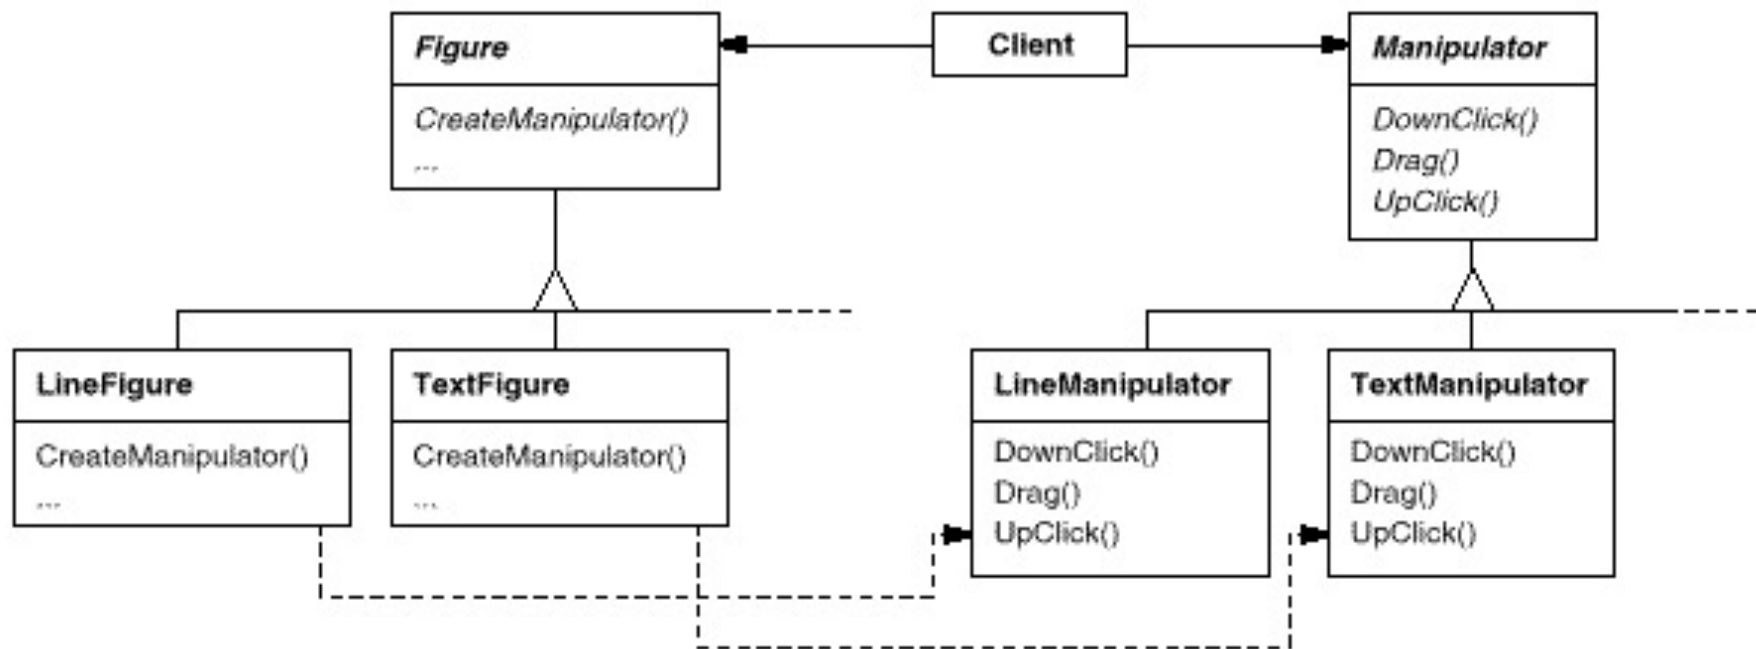 Figure
CreateManipulator()
...
Client
Manipulator
DownClick()
Drag()
UpClick()
LineFigure
CreateManipulator()
...
TextFigure
CreateManipulator()
...
LineManipulator
DownClick()
Drag()
UpClick()
TextManipulator
DownClick()
Drag()
UpClick()